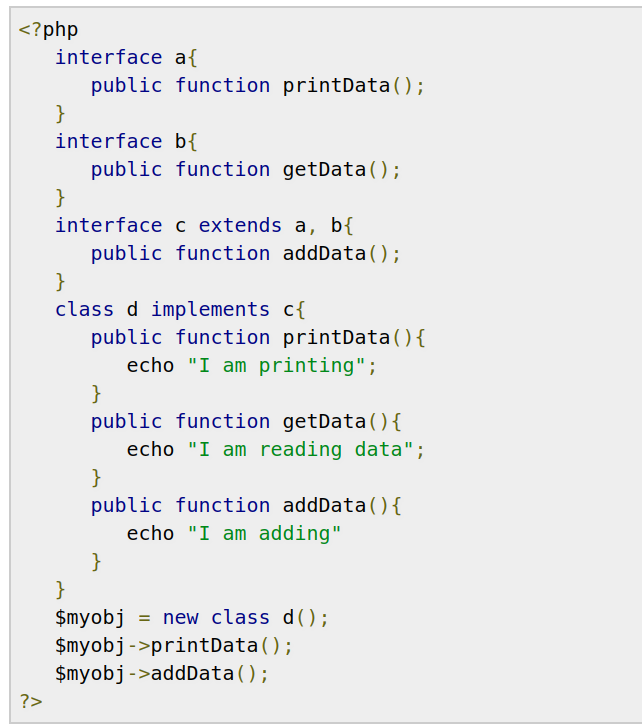 <?php
   interface a{
      public function printData();
   }
   interface b{
      public function getData();
   }
   interface c extends a, b{
      public function addData();
   }
   class d implements c{
      public function printData(){
         echo "I am printing";
      }
      public function getData(){
         echo "I am reading data";
      }
      public function addData(){
         echo "I am adding"
      }
   }
   $myobj = new class d();
   $myobj->printData();
   $myobj->addData();
?>